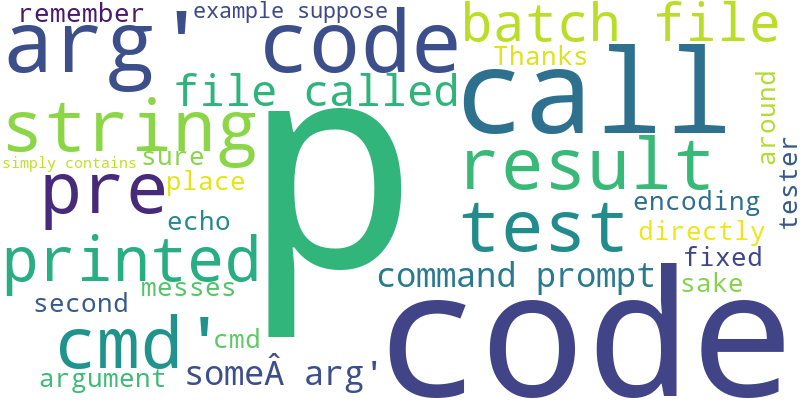 remember
example suppose
batch file
arg' code
Thanks
call
file called
p
string
around
simply contains
sure
result
pre
place
tester
encoding
echo
test
directly
printed
fixed
command prompt
messes
sake
second
code
cmd'
cmd
someÂ arg'
argument